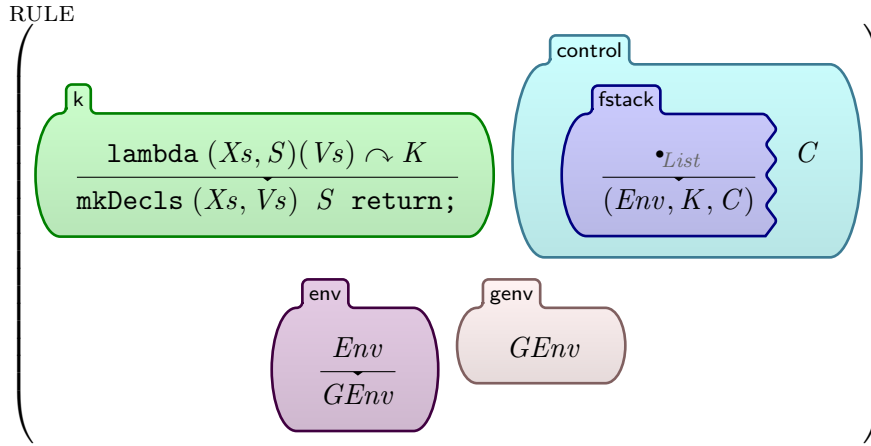 RULE
control
k
fstack
lambda (Xs, S)(Vs) ↷ K
•List
C
mkDecls (Xs, Vs) S return;
(Env, K, C)
env
genv
Env
GEnv
GEnv